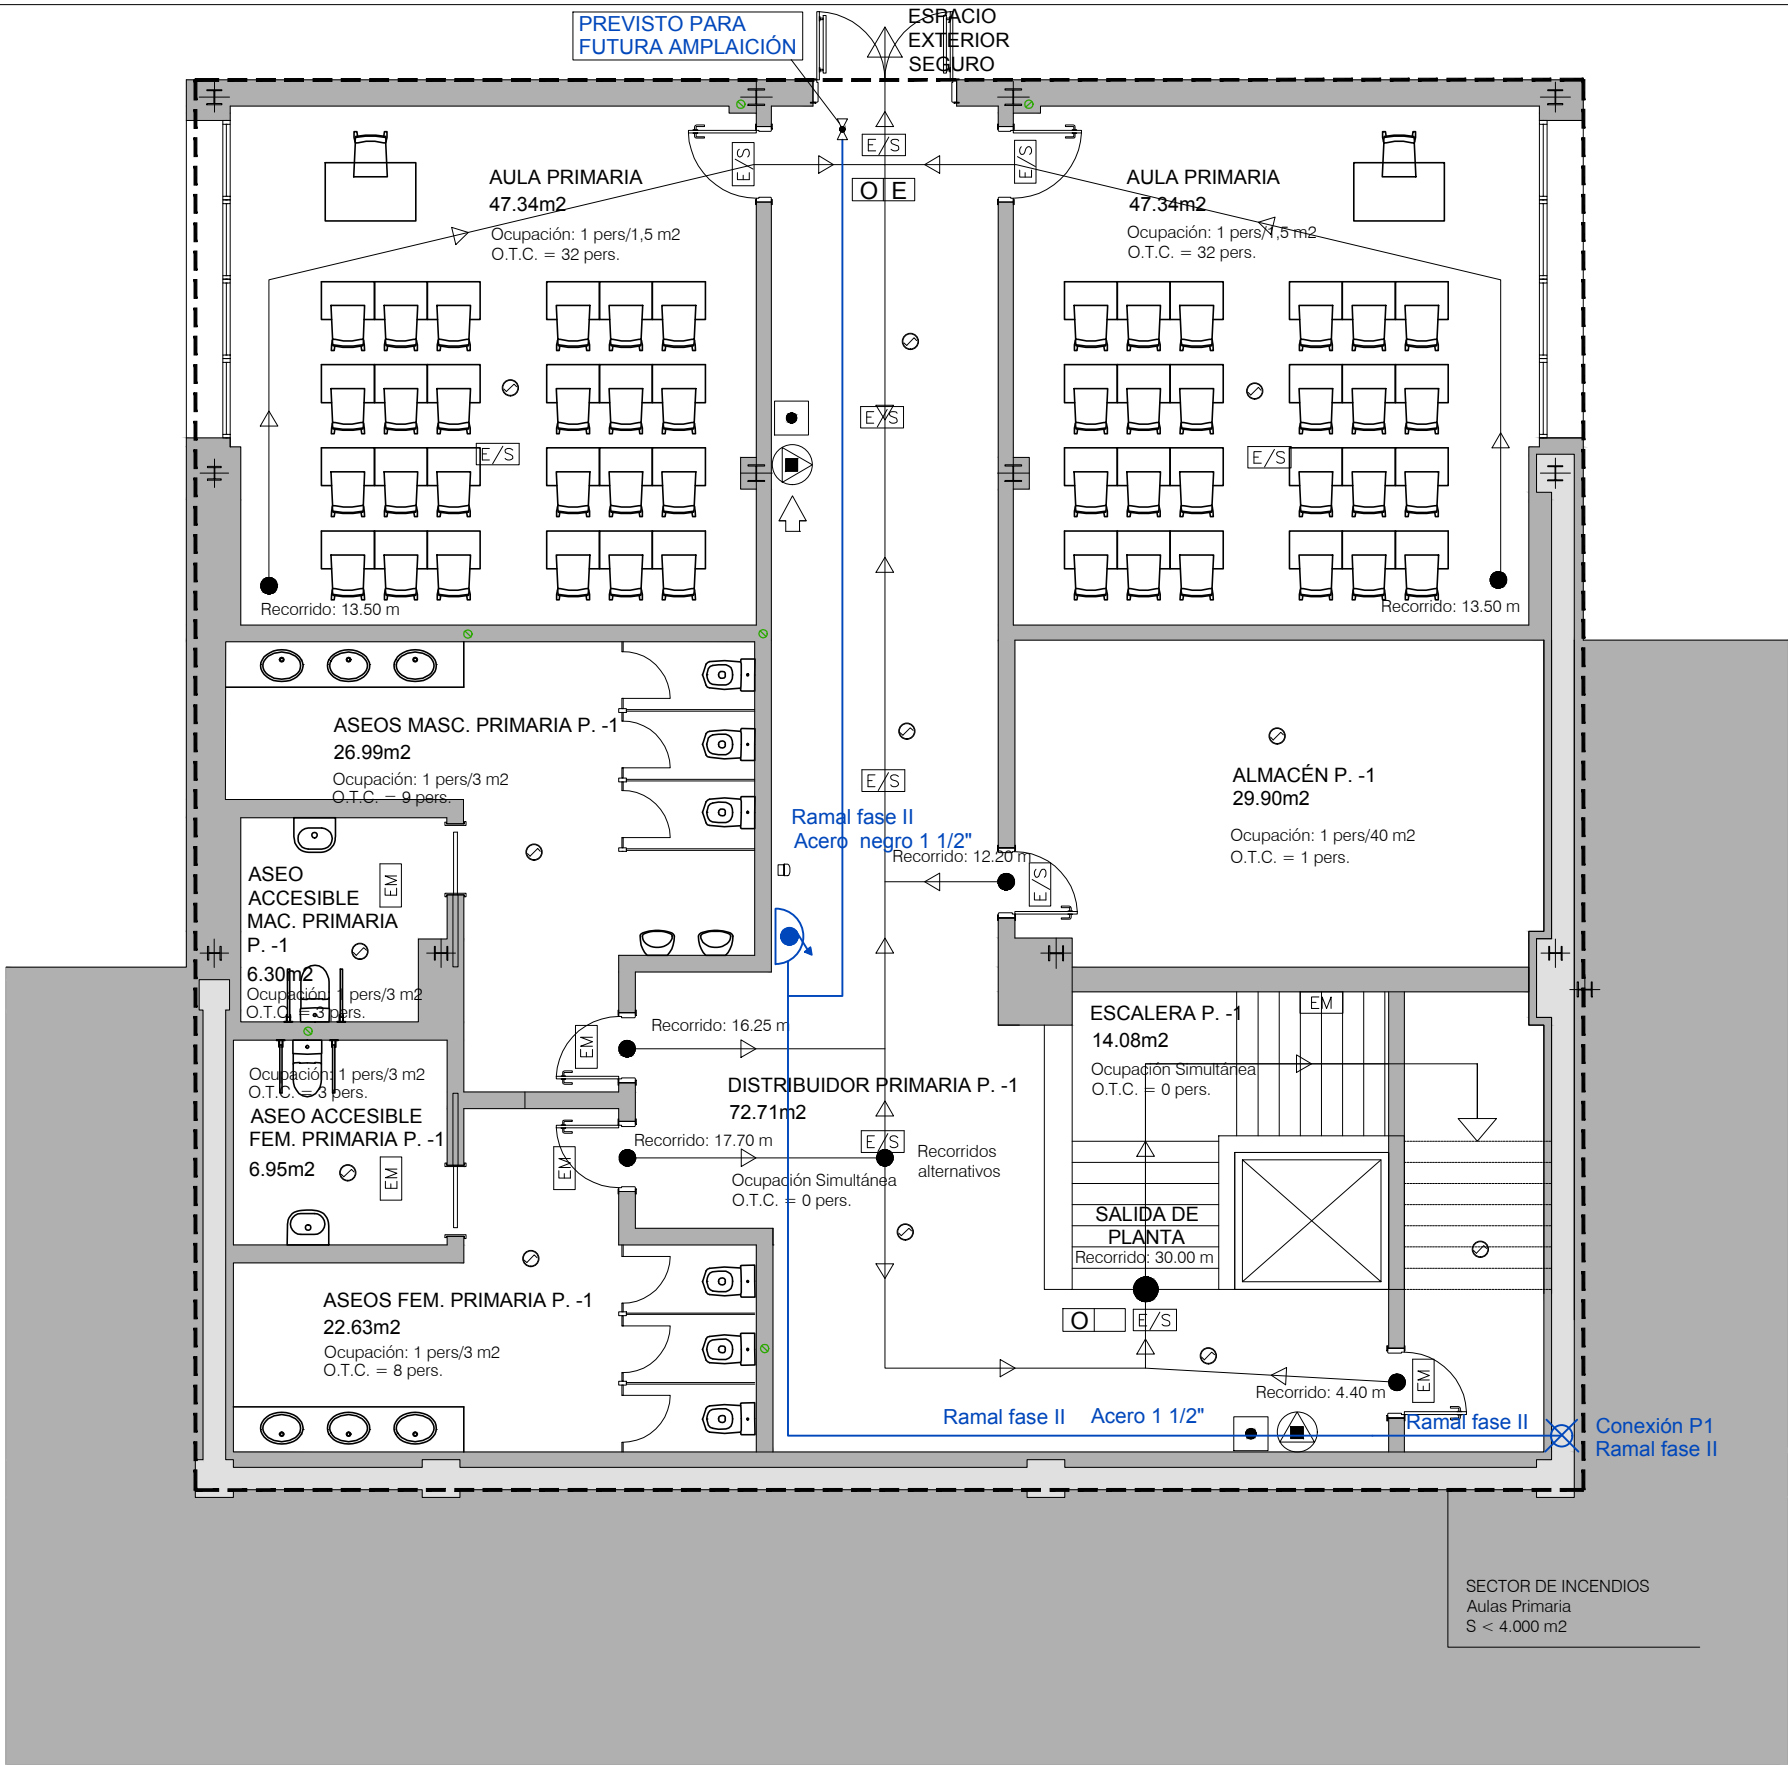 PREVISTO PARA
FUTURA AMPLAICIÓN
ESPACIO
EXTERIOR
SEGURO
E/S
E/S
E/S
O E
AULA PRIMARIA
47.34m2
Ocupación: 1 pers/1,5 m2
O.T.C. = 32 pers.
AULA PRIMARIA
47.34m2
Ocupación: 1 pers/1,5 m2
O.T.C. = 32 pers.
E/S
E/S
E/S
Recorrido: 13.50 m
Recorrido: 13.50 m
ASEOS MASC. PRIMARIA P. -1
26.99m2
Ocupación: 1 pers/3 m2
O.T.C. = 9 pers.
E/S
ALMACÉN P. -1
29.90m2
Ocupación: 1 pers/40 m2
O.T.C. = 1 pers.
Ramal fase II
Acero negro 1 1/2"
Recorrido: 12.20 m
E/S
ASEO
ACCESIBLE
MAC. PRIMARIA
P. -1
6.30m2
Ocupación: 1 pers/3 m2
O.T.C. = 3 pers.
EM
EM
ESCALERA P. -1
14.08m2
Ocupación Simultánea
O.T.C. = 0 pers.
Recorrido: 16.25 m
EM
Ocupación: 1 pers/3 m2
O.T.C. = 3 pers.
ASEO ACCESIBLE
FEM. PRIMARIA P. -1
6.95m2
EM
DISTRIBUIDOR PRIMARIA P. -1
72.71m2
Recorrido: 17.70 m
E/S
Recorridos
alternativos
EM
Ocupación Simultánea
O.T.C. = 0 pers.
SALIDA DE
PLANTA
Recorrido: 30.00 m
O
E/S
ASEOS FEM. PRIMARIA P. -1
22.63m2
Ocupación: 1 pers/3 m2
O.T.C. = 8 pers.
EM
Recorrido: 4.40 m
Ramal fase II
Acero 1 1/2"
Ramal fase II
Conexión P1
Ramal fase II
SECTOR DE INCENDIOS
Aulas Primaria
S < 4.000 m2